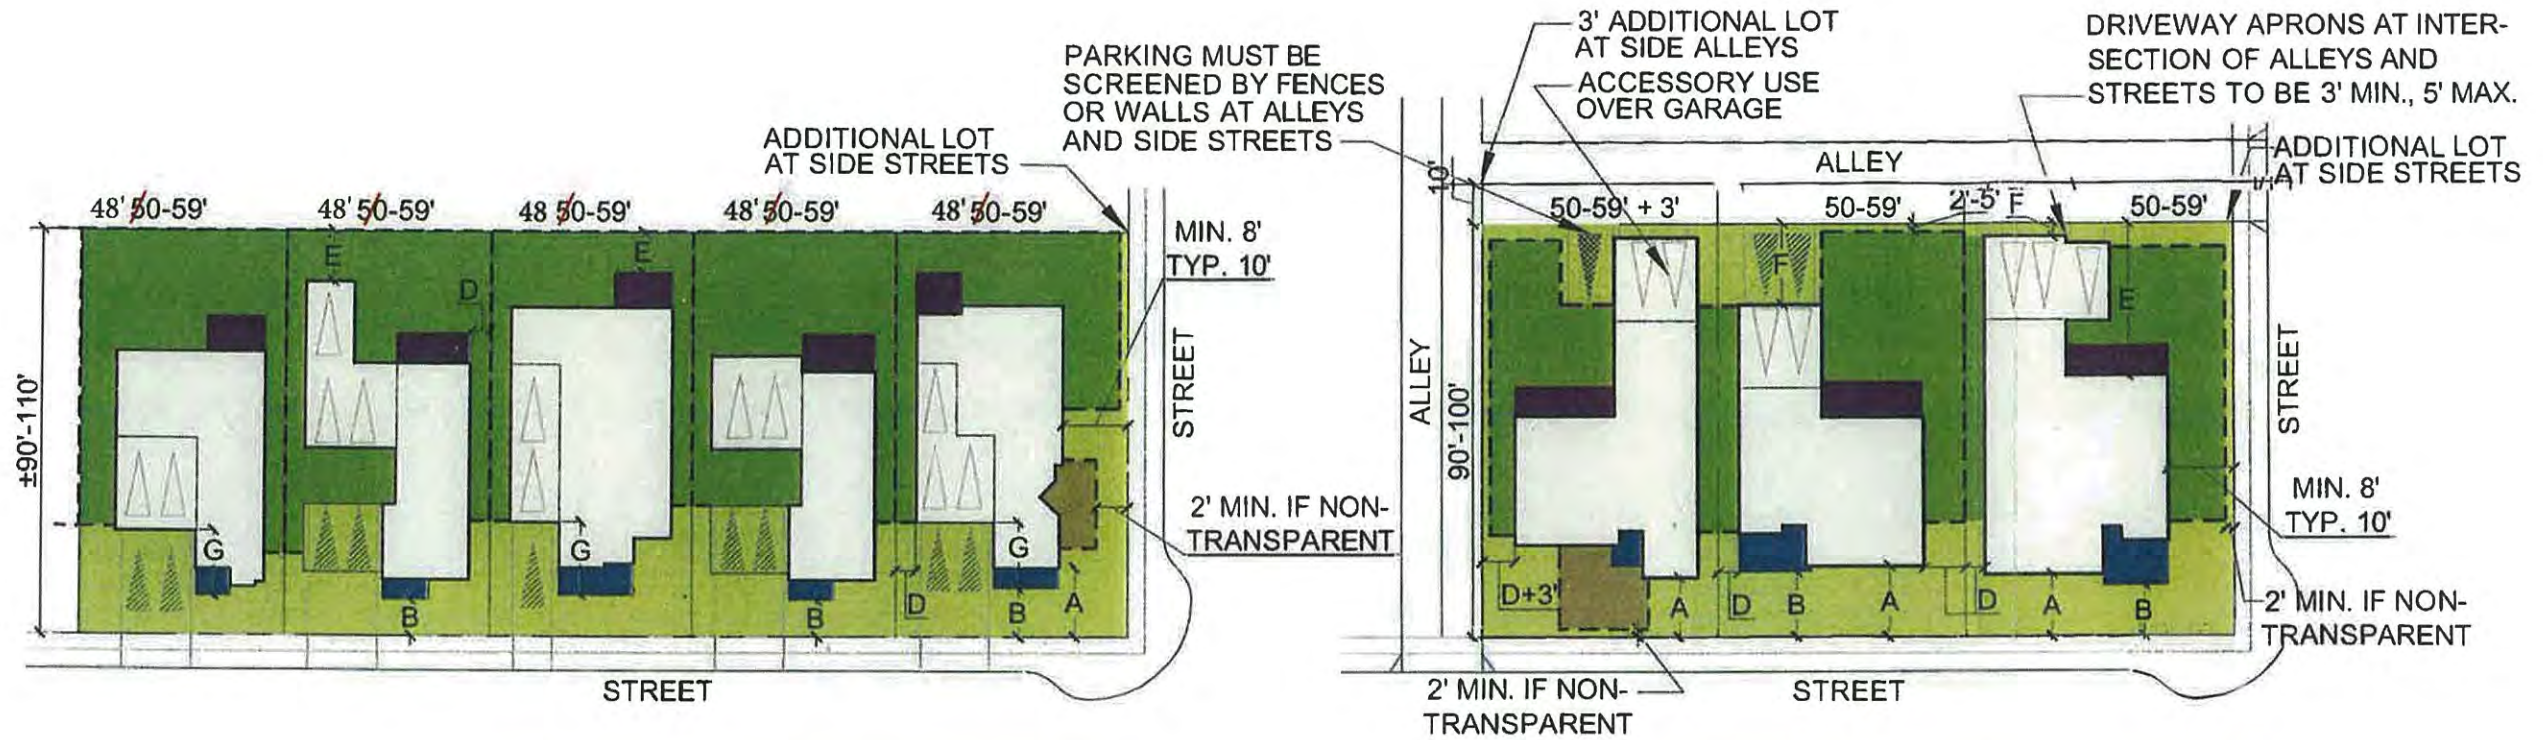 3' ADDITIONAL LOT
AT SIDE ALLEYS
ACCESSORY USE
OVER GARAGE
DRIVEWAY APRONS AT INTER-
SECTION OF ALLEYS AND
STREETS TO BE 3' MIN., 5' MAX.
PARKING MUST BE
SCREENED BY FENCES
OR WALLS AT ALLEYS
AND SIDE STREETS
ADDITIONAL LOT
AT SIDE STREETS
ADDITIONAL LOT
AT SIDE STREETS
48' 50-59'
48' 50-59'
48 50-59'
48' 50-59'
48' 50-59'
MIN. 8'
TYP. 10'
±90'-110'
E
D
E
STREET
2' MIN. IF NON-
TRANSPARENT
G
G
G
B
B
D
B
A
STREET
ALLEY
10'
50-59' + 3'
50-59'
2'-5'
F
50-59'
F
E
ALLEY
90'-100'
STREET
MIN. 8'
TYP. 10'
D+3'
A
D
B
A
D
A
B
2' MIN. IF NON-
TRANSPARENT
2' MIN. IF NON-
TRANSPARENT
STREET